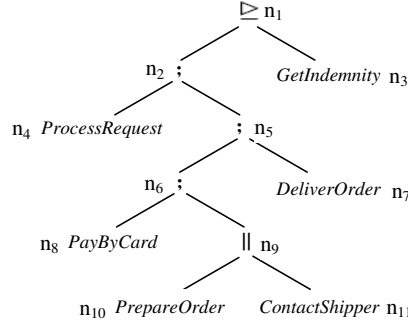 ⊵ n₁
n₂ ;
GetIndemnity n₃
n₄ ProcessRequest
; n₅
n₆ ;
DeliverOrder n₇
n₈ PayByCard
|| n₉
n₁₀ PrepareOrder
ContactShipper n₁₁